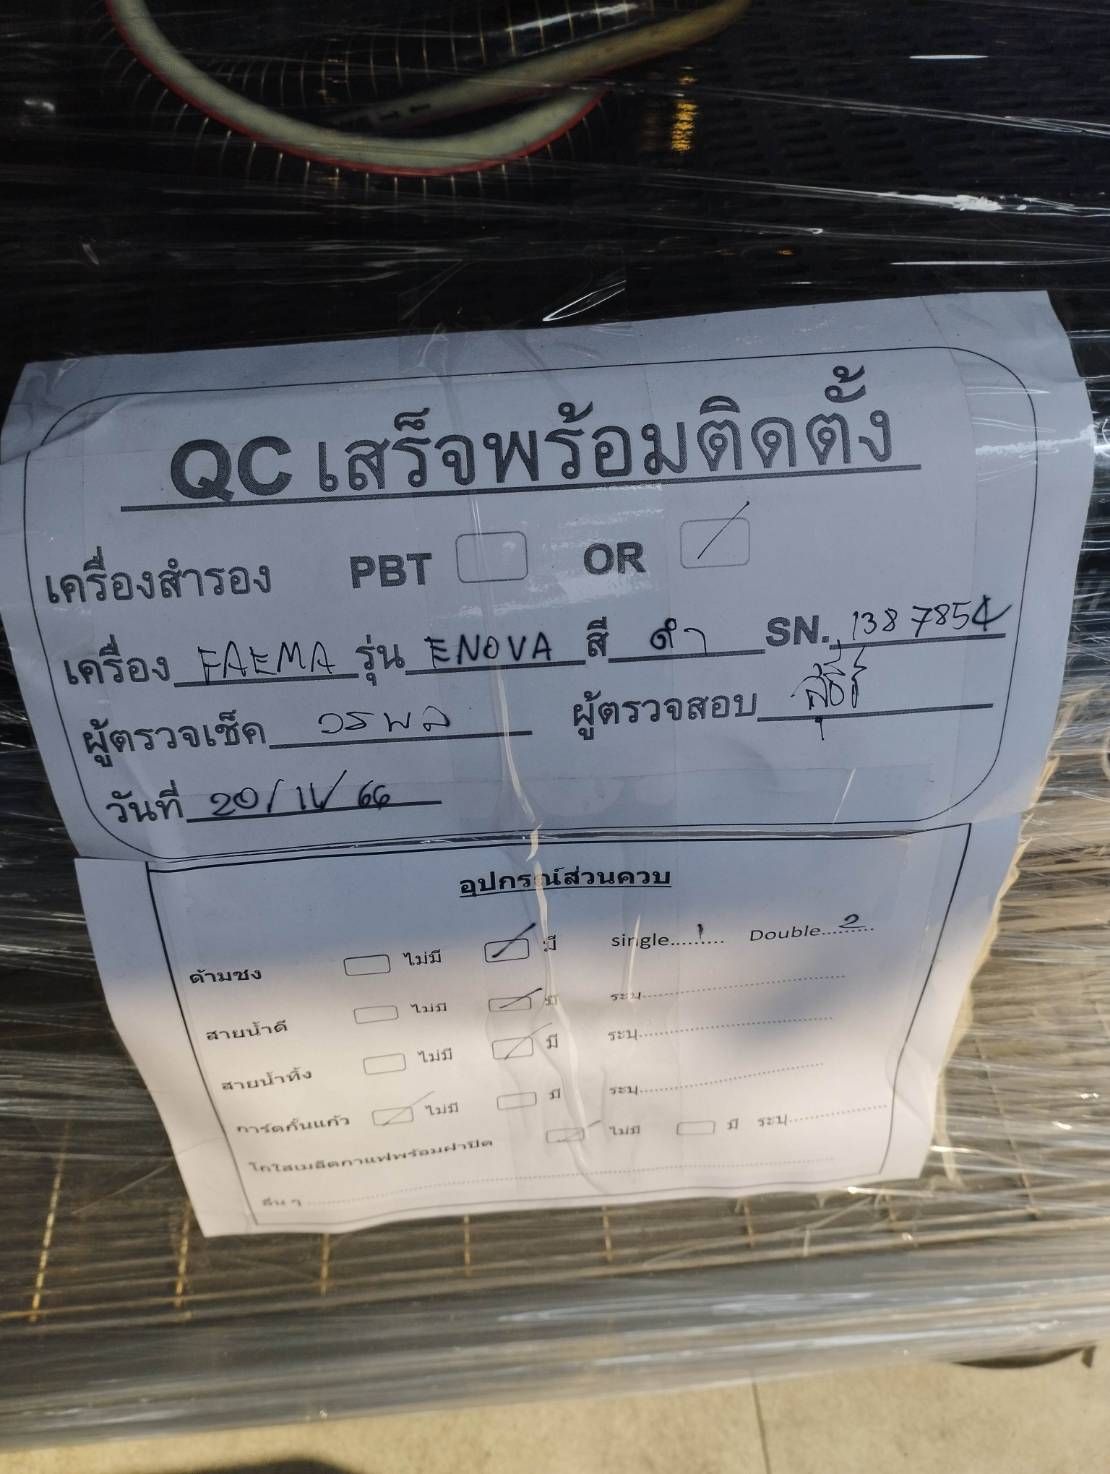 QC เสร็จพร้อมติดตั้ง
เครื่องสำรอง PBT OR
เครื่อง FAEMA รุ่น ENOVA สี ดำ SN. 1387854
ผู้ตรวจเช็ค วรพล ผู้ตรวจสอบ
วันที่ 20/11/66
อุปกรณ์ส่วนควบ
ด้ามชง ไม่มี มี single 1 Double 2
สายน้ำดี ไม่มี มี ระบุ
สายน้ำทิ้ง ไม่มี มี ระบุ
การ์ดกั้นแก้ว ไม่มี มี ระบุ
โถใส่เมล็ดกาแฟพร้อมฝาปิด ไม่มี มี ระบุ
อื่น ๆ